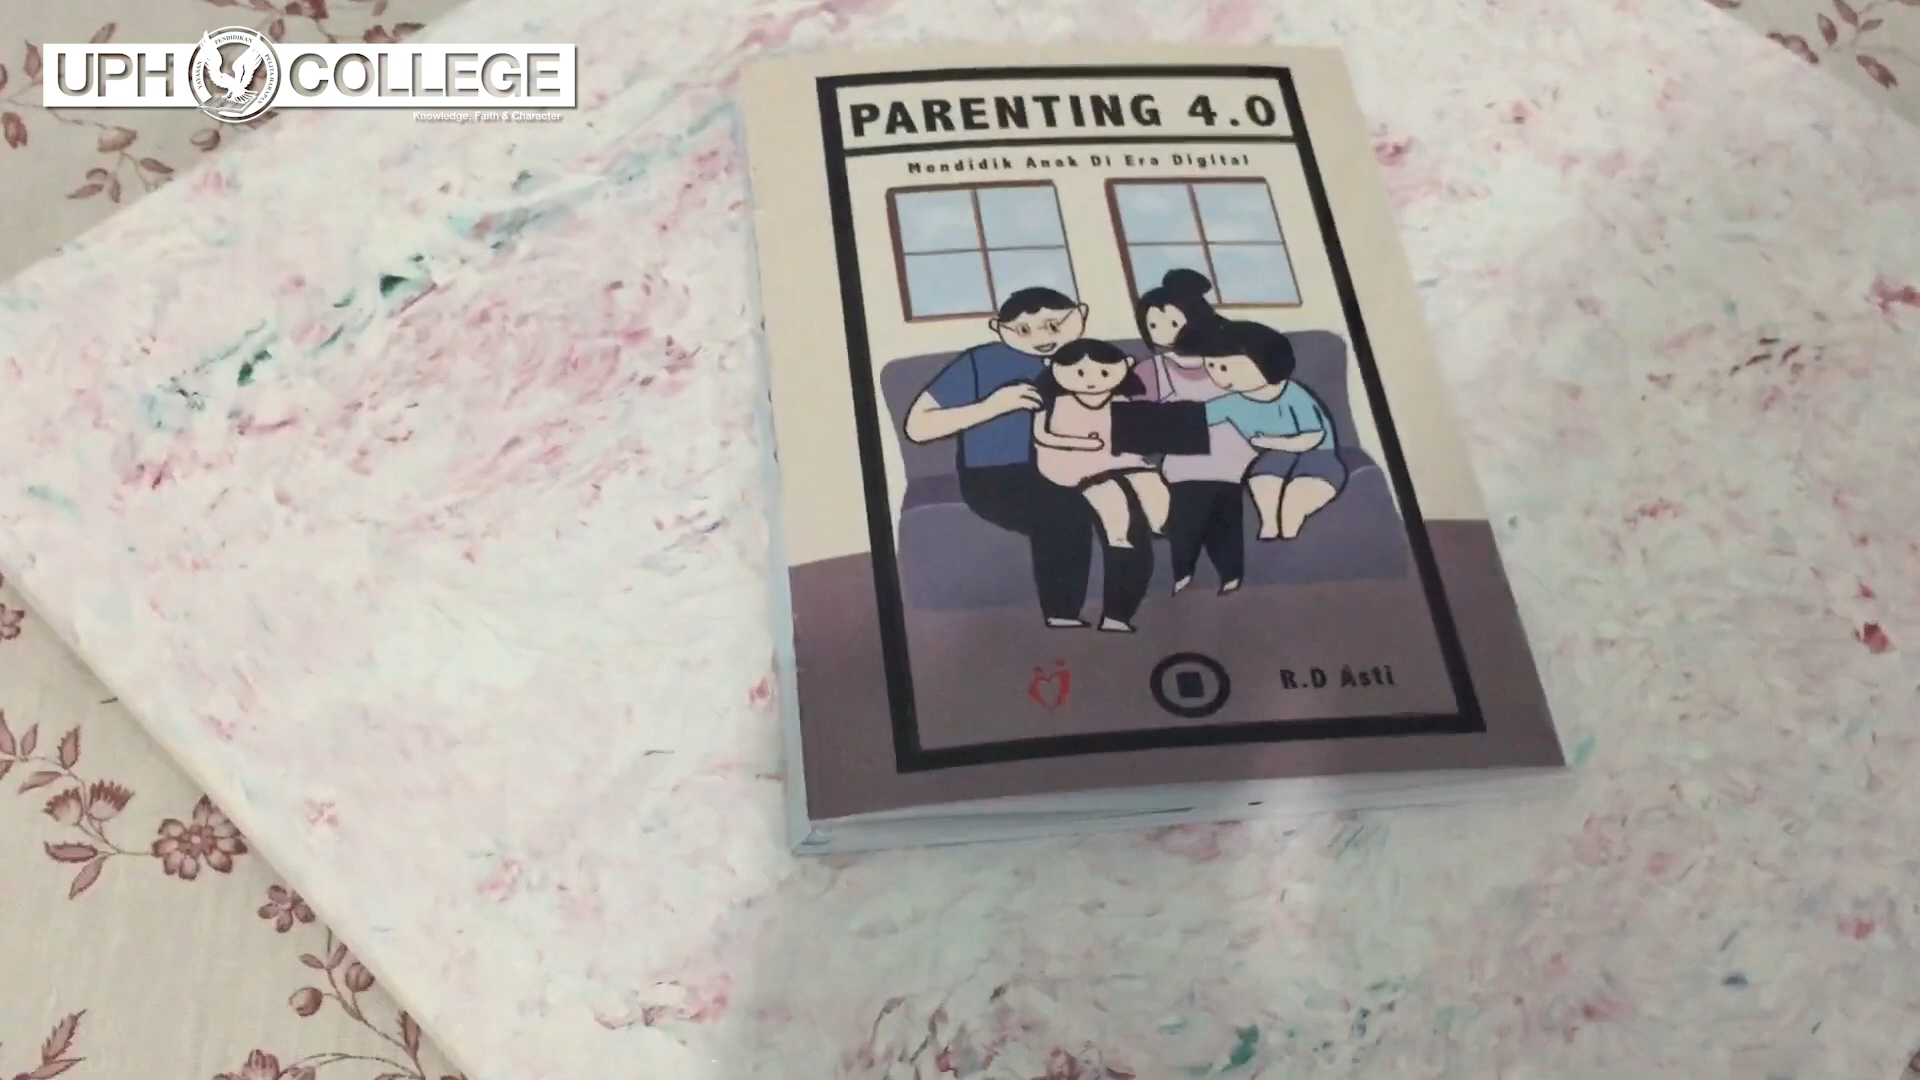 UPH COLLEGE
Knowledge, Faith & Character
PARENTING 4.0
Mendidik Anak Di Era Digital
R.D Asti